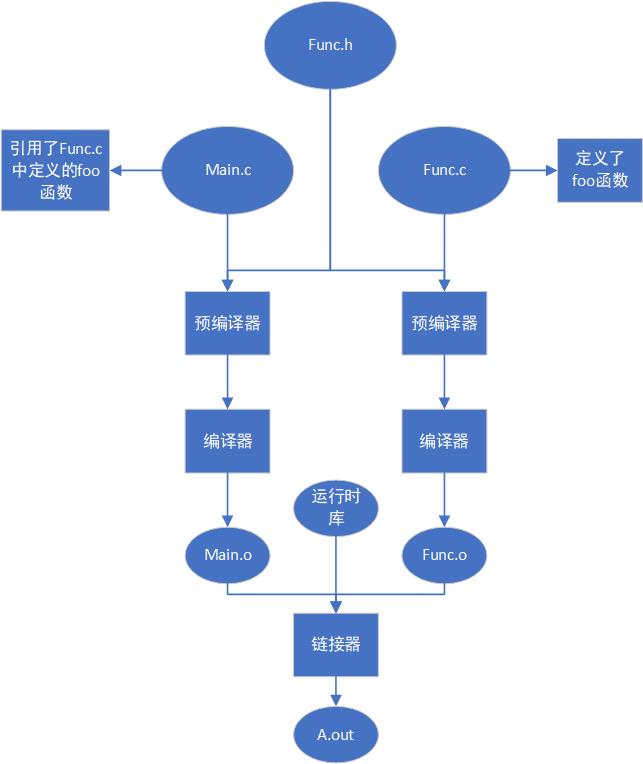 Func.h
引用了Func.c
中定义的foo
函数
Main.c
Func.c
定义了
foo函数
预编译器
预编译器
编译器
编译器
运行时
库
Main.o
Func.o
链接器
A.out